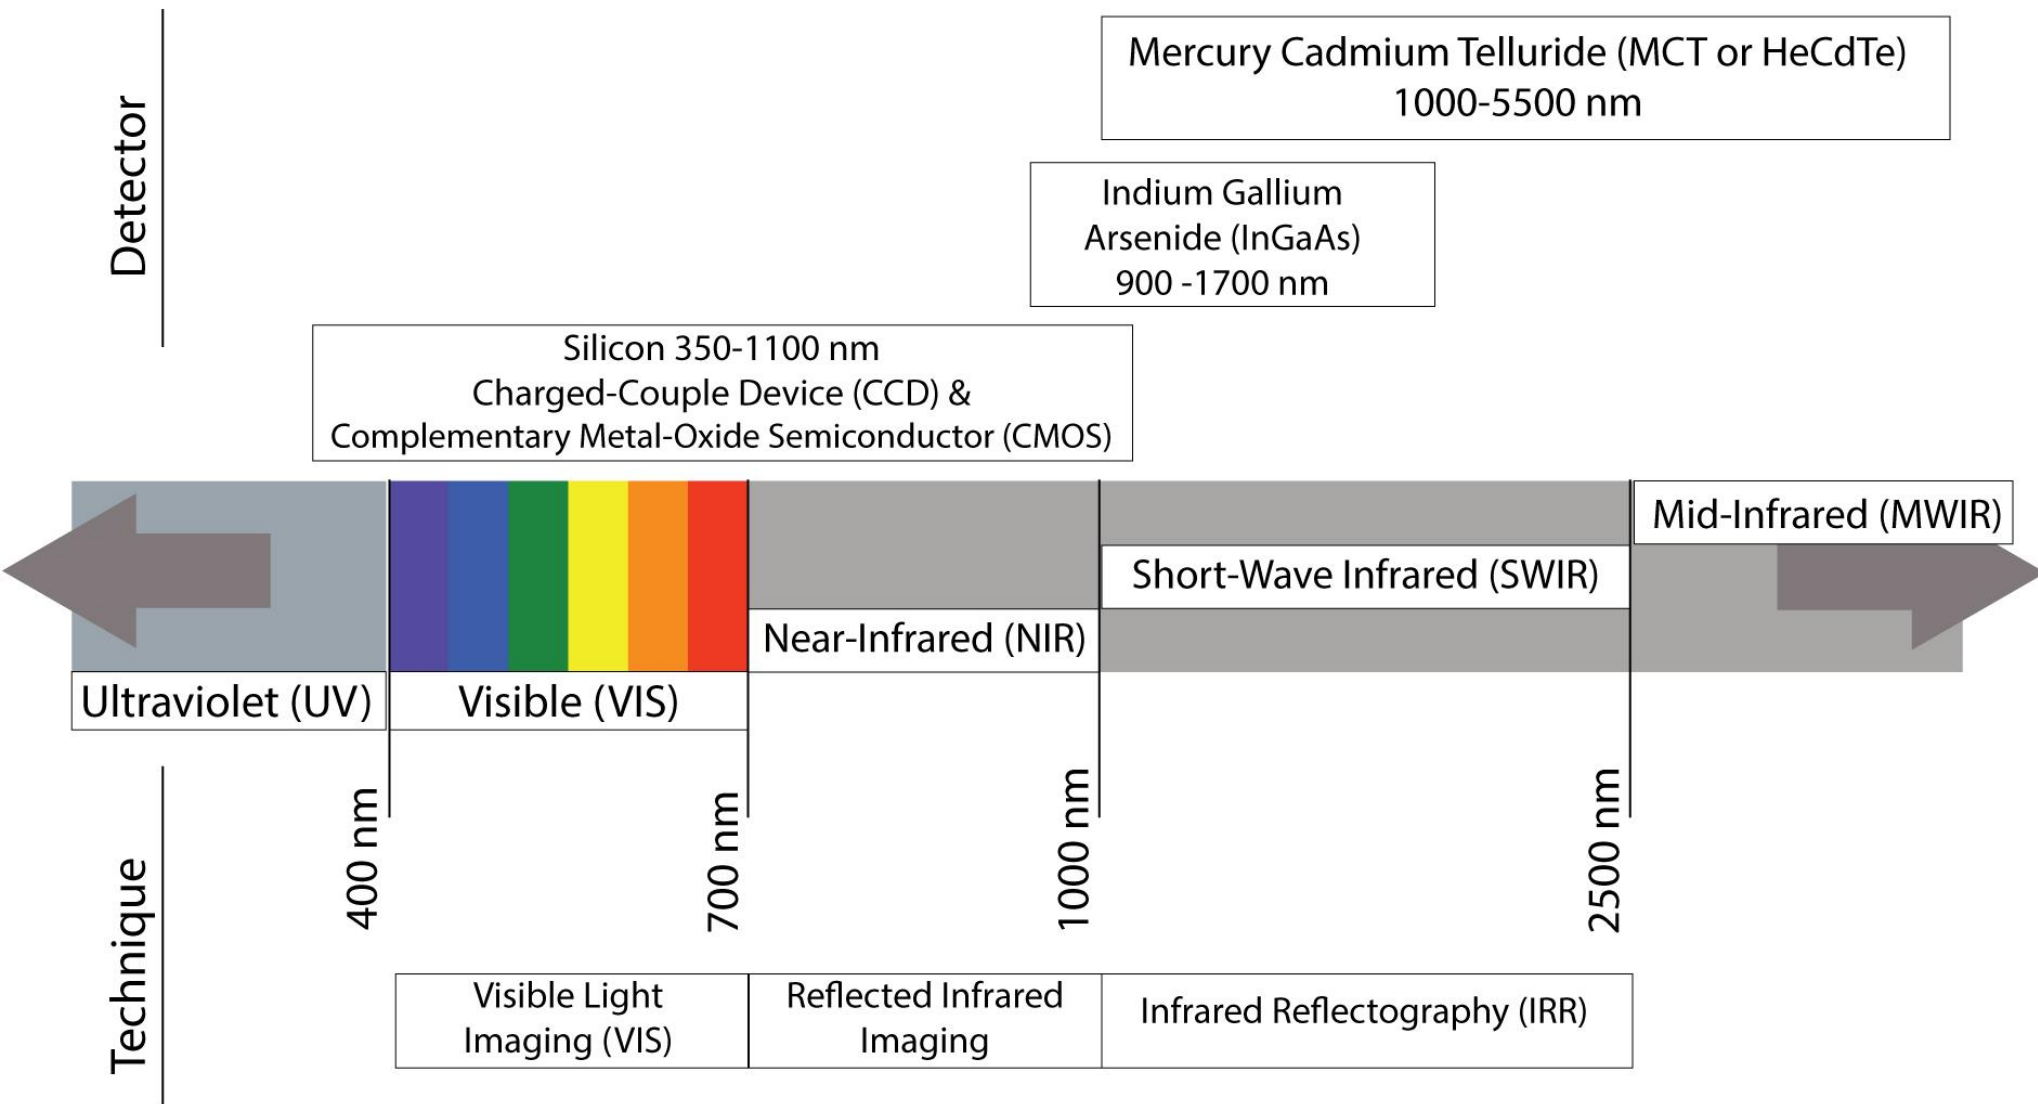 Detector
Mercury Cadmium Telluride (MCT or HeCdTe)
1000-5500 nm
Indium Gallium
Arsenide (InGaAs)
900 -1700 nm
Silicon 350-1100 nm
Charged-Couple Device (CCD) &
Complementary Metal-Oxide Semiconductor (CMOS)
Mid-Infrared (MWIR)
Short-Wave Infrared (SWIR)
Near-Infrared (NIR)
Ultraviolet (UV)
Visible (VIS)
400 nm
700 nm
1000 nm
2500 nm
Technique
Visible Light
Imaging (VIS)
Reflected Infrared
Imaging
Infrared Reflectography (IRR)